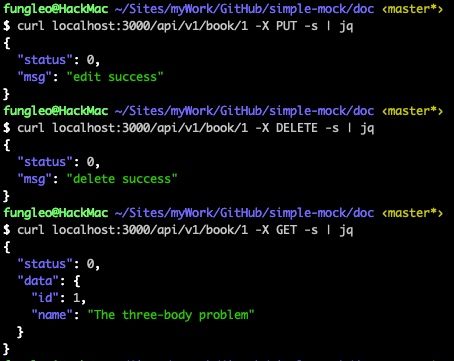 fungleo@HackMac ~/Sites/myWork/GitHub/simple-mock/doc ‹master*›
$ curl localhost:3000/api/v1/book/1 -X PUT -s | jq
{
  "status": 0,
  "msg": "edit success"
}
fungleo@HackMac ~/Sites/myWork/GitHub/simple-mock/doc ‹master*›
$ curl localhost:3000/api/v1/book/1 -X DELETE -s | jq
{
  "status": 0,
  "msg": "delete success"
}
fungleo@HackMac ~/Sites/myWork/GitHub/simple-mock/doc ‹master*›
$ curl localhost:3000/api/v1/book/1 -X GET -s | jq
{
  "status": 0,
  "data": {
    "id": 1,
    "name": "The three-body problem"
  }
}